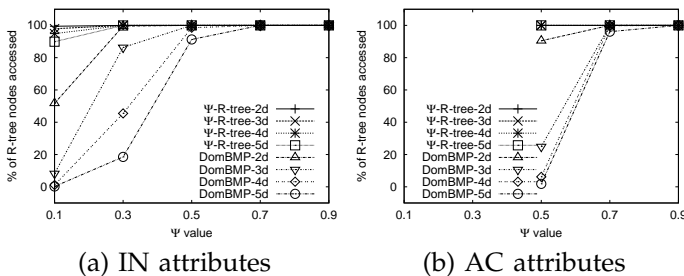 % of R-tree nodes accessed
100
80
60
40
20
0
Ψ-R-tree-2d
Ψ-R-tree-3d
Ψ-R-tree-4d
Ψ-R-tree-5d
DomBMP-2d
DomBMP-3d
DomBMP-4d
DomBMP-5d
0.1 0.3 0.5 0.7 0.9
Ψ value
(a) IN attributes
% of R-tree nodes accessed
100
80
60
40
20
0
Ψ-R-tree-2d
Ψ-R-tree-3d
Ψ-R-tree-4d
Ψ-R-tree-5d
DomBMP-2d
DomBMP-3d
DomBMP-4d
DomBMP-5d
0.1 0.3 0.5 0.7 0.9
Ψ value
(b) AC attributes